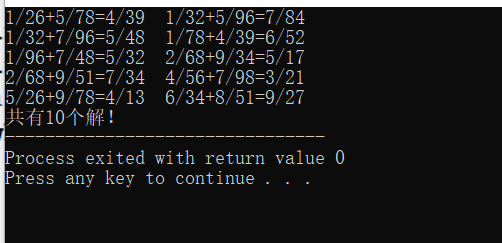 1/26+5/78=4/39  1/32+5/96=7/84
1/32+7/96=5/48  1/78+4/39=6/52
1/96+7/48=5/32  2/68+9/34=5/17
2/68+9/51=7/34  4/56+7/98=3/21
5/26+9/78=4/13  6/34+8/51=9/27
共有10个解!
--------------------------------
Process exited with return value 0
Press any key to continue . . .